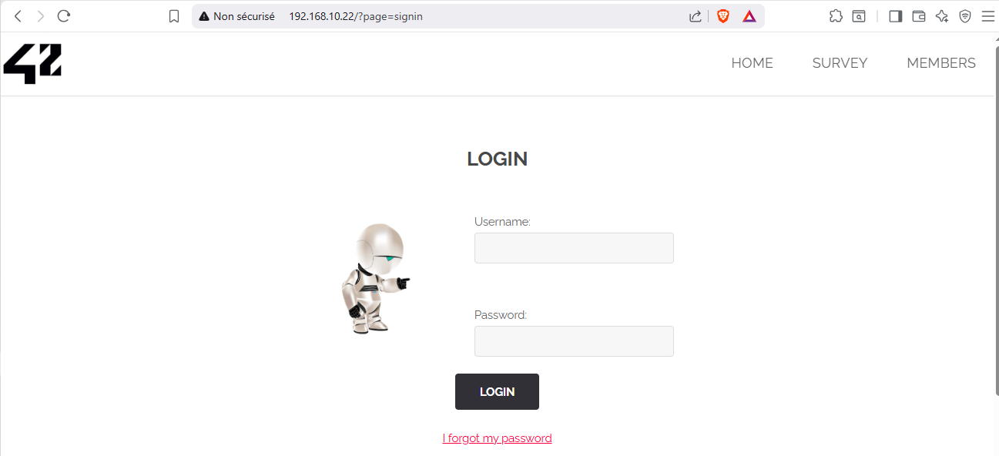 Non sécurisé 192.168.10.22/?page=signin
42
HOME SURVEY MEMBERS
LOGIN
Username:
Password:
LOGIN
I forgot my password